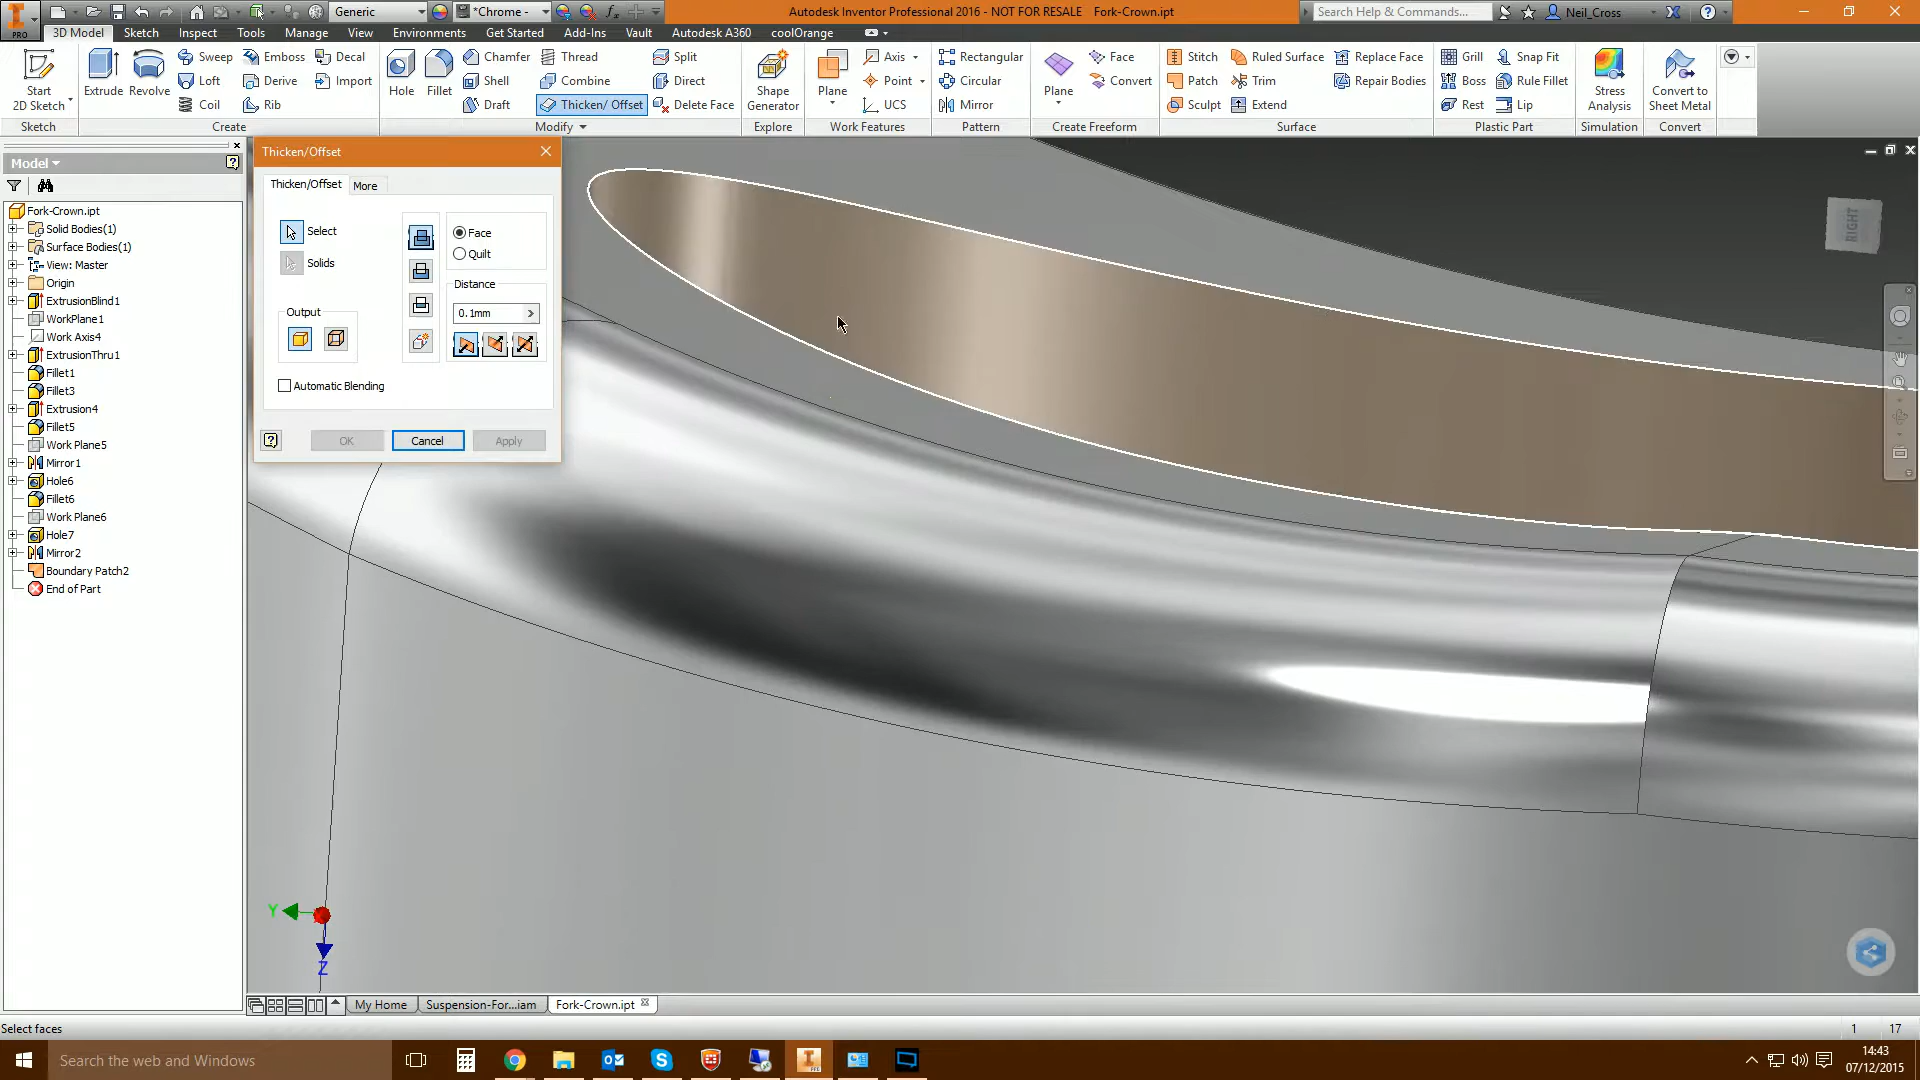 Generic
*Chrome -
Autodesk Inventor Professional 2016 - NOT FOR RESALE Fork-Crown.ipt
Search Help & Commands...
Neil_Cross
PRO
3D Model Sketch Inspect Tools Manage View Environments Get Started Add-Ins Vault Autodesk A360 coolOrange
Start
2D Sketch
Sketch
Extrude
Revolve
Sweep
Loft
Coil
Emboss
Derive
Rib
Decal
Import
Create
Hole
Fillet
Chamfer
Shell
Draft
Thread
Combine
Thicken/ Offset
Split
Direct
Delete Face
Modify
Shape
Generator
Explore
Plane
Axis
Point
UCS
Work Features
Rectangular
Circular
Mirror
Pattern
Plane
Face
Convert
Create Freeform
Stitch
Patch
Sculpt
Ruled Surface
Trim
Extend
Replace Face
Repair Bodies
Surface
Grill
Boss
Rest
Snap Fit
Rule Fillet
Lip
Plastic Part
Stress
Analysis
Simulation
Convert to
Sheet Metal
Convert
Model
Fork-Crown.ipt
Solid Bodies(1)
Surface Bodies(1)
View: Master
Origin
ExtrusionBlind1
WorkPlane1
Work Axis4
ExtrusionThru1
Fillet1
Fillet3
Extrusion4
Fillet5
Work Plane5
Mirror1
Hole6
Fillet6
Work Plane6
Hole7
Mirror2
Boundary Patch2
End of Part
Thicken/Offset
Thicken/Offset More
Select
Solids
Face
Quilt
Distance
0.1mm
Output
Automatic Blending
OK Cancel Apply
RIGHT
Y
Z
My Home Suspension-For...iam Fork-Crown.ipt
Select faces
1 17
Search the web and Windows
14:43
07/12/2015